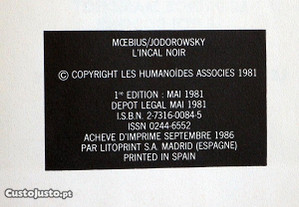 MŒBIUS/JODOROWSKY
L'INCAL NOIR
© COPYRIGHT LES HUMANOÏDES ASSOCIES 1981
1re EDITION : MAI 1981
DEPOT LEGAL MAI 1981
I.S.B.N. 2-7316-0084-5
ISSN 0244-6552
ACHEVE D'IMPRIME SEPTEMBRE 1986
PAR LITOPRINT S.A. MADRID (ESPAGNE)
PRINTED IN SPAIN
CustoJusto.pt